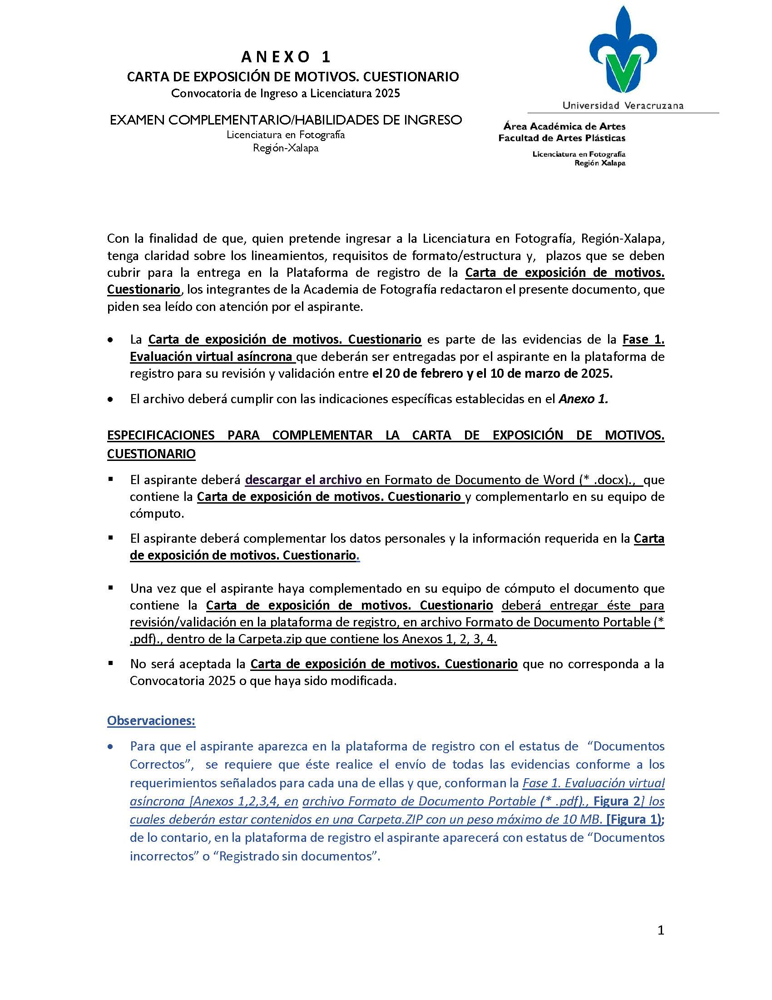 A N E X O 1
CARTA DE EXPOSICIÓN DE MOTIVOS. CUESTIONARIO
Convocatoria de Ingreso a Licenciatura 2025
EXAMEN COMPLEMENTARIO/HABILIDADES DE INGRESO
Licenciatura en Fotografía
Región-Xalapa
Universidad Veracruzana
Área Académica de Artes
Facultad de Artes Plásticas
Licenciatura en Fotografía
Región Xalapa
Con la finalidad de que, quien pretende ingresar a la Licenciatura en Fotografía, Región-Xalapa,
tenga claridad sobre los lineamientos, requisitos de formato/estructura y, plazos que se deben
cubrir para la entrega en la Plataforma de registro de la Carta de exposición de motivos.
Cuestionario, los integrantes de la Academia de Fotografía redactaron el presente documento, que
piden sea leído con atención por el aspirante.
• La Carta de exposición de motivos. Cuestionario es parte de las evidencias de la Fase 1.
Evaluación virtual asíncrona que deberán ser entregadas por el aspirante en la plataforma de
registro para su revisión y validación entre el 20 de febrero y el 10 de marzo de 2025.
• El archivo deberá cumplir con las indicaciones específicas establecidas en el Anexo 1.
ESPECIFICACIONES PARA COMPLEMENTAR LA CARTA DE EXPOSICIÓN DE MOTIVOS.
CUESTIONARIO
▪ El aspirante deberá descargar el archivo en Formato de Documento de Word (* .docx)., que
contiene la Carta de exposición de motivos. Cuestionario y complementarlo en su equipo de
cómputo.
▪ El aspirante deberá complementar los datos personales y la información requerida en la Carta
de exposición de motivos. Cuestionario.
▪ Una vez que el aspirante haya complementado en su equipo de cómputo el documento que
contiene la Carta de exposición de motivos. Cuestionario deberá entregar éste para
revisión/validación en la plataforma de registro, en archivo Formato de Documento Portable (*
.pdf)., dentro de la Carpeta.zip que contiene los Anexos 1, 2, 3, 4.
▪ No será aceptada la Carta de exposición de motivos. Cuestionario que no corresponda a la
Convocatoria 2025 o que haya sido modificada.
Observaciones:
• Para que el aspirante aparezca en la plataforma de registro con el estatus de “Documentos
Correctos”, se requiere que éste realice el envío de todas las evidencias conforme a los
requerimientos señalados para cada una de ellas y que, conforman la Fase 1. Evaluación virtual
asíncrona [Anexos 1,2,3,4, en archivo Formato de Documento Portable (* .pdf)., Figura 2] los
cuales deberán estar contenidos en una Carpeta.ZIP con un peso máximo de 10 MB. [Figura 1);
de lo contario, en la plataforma de registro el aspirante aparecerá con estatus de “Documentos
incorrectos” o “Registrado sin documentos”.
1